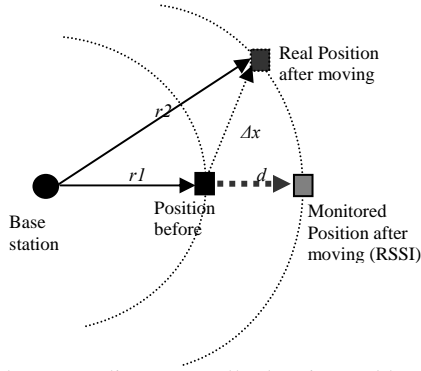 Real Position
after moving
r2
Δx
r1
d
Base
station
Position
before
Monitored
Position after
moving (RSSI)